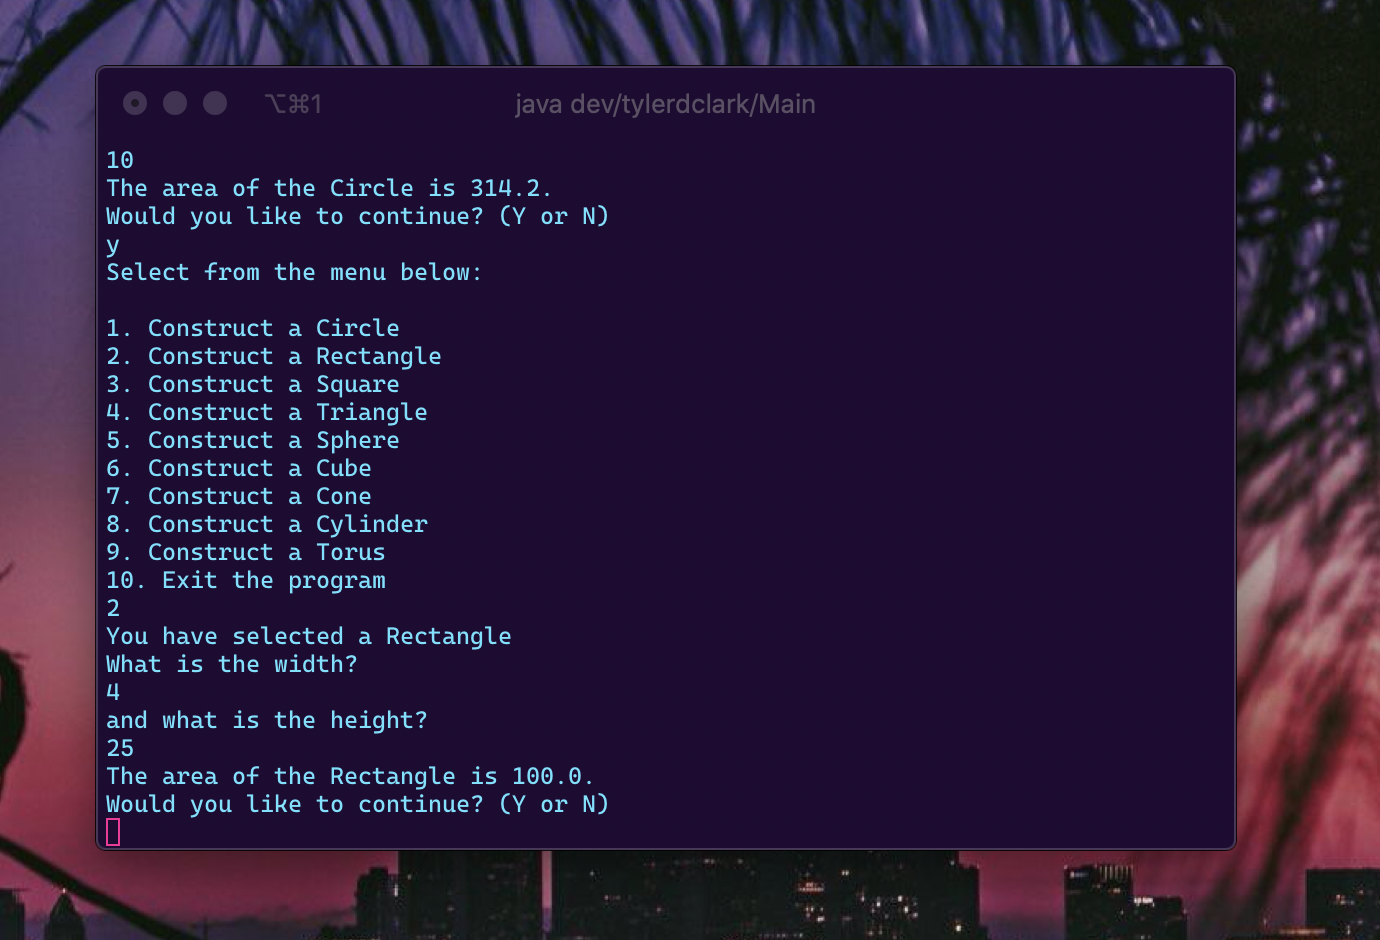 ⌥⌘1
java dev/tylerdclark/Main
10
The area of the Circle is 314.2.
Would you like to continue? (Y or N)
y
Select from the menu below:
1. Construct a Circle
2. Construct a Rectangle
3. Construct a Square
4. Construct a Triangle
5. Construct a Sphere
6. Construct a Cube
7. Construct a Cone
8. Construct a Cylinder
9. Construct a Torus
10. Exit the program
2
You have selected a Rectangle
What is the width?
4
and what is the height?
25
The area of the Rectangle is 100.0.
Would you like to continue? (Y or N)